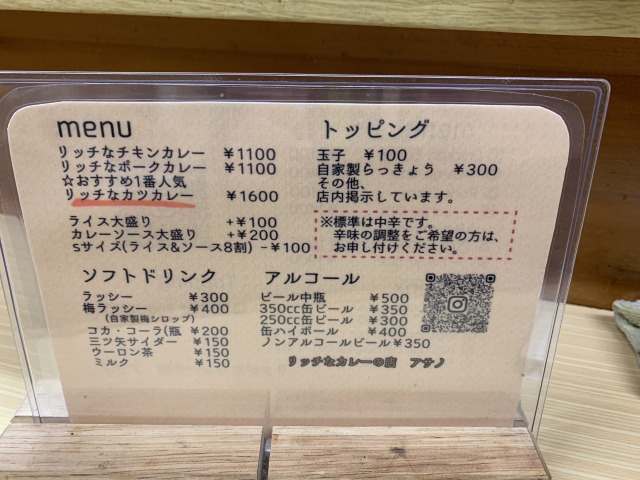 menu
リッチなチキンカレー ¥1100
リッチなポークカレー ¥1100
☆おすすめ1番人気
リッチなカツカレー ¥1600
ライス大盛り +¥100
カレーソース大盛り +¥200
sサイズ(ライス&ソース8割) -¥100
トッピング
玉子 ¥100
自家製らっきょう ¥300
その他、
店内掲示しています。
※標準は中辛です。
辛味の調整をご希望の方は、
お申し付けください。
ソフトドリンク
ラッシー ¥300
梅ラッシー ¥400
(自家製梅シロップ)
コカ・コーラ(瓶 ¥200
三ツ矢サイダー ¥150
ウーロン茶 ¥150
ミルク ¥150
アルコール
ビール中瓶 ¥500
350cc缶ビール ¥350
250cc缶ビール ¥300
缶ハイボール ¥400
ノンアルコールビール ¥350
リッチなカレーの店 アサノ